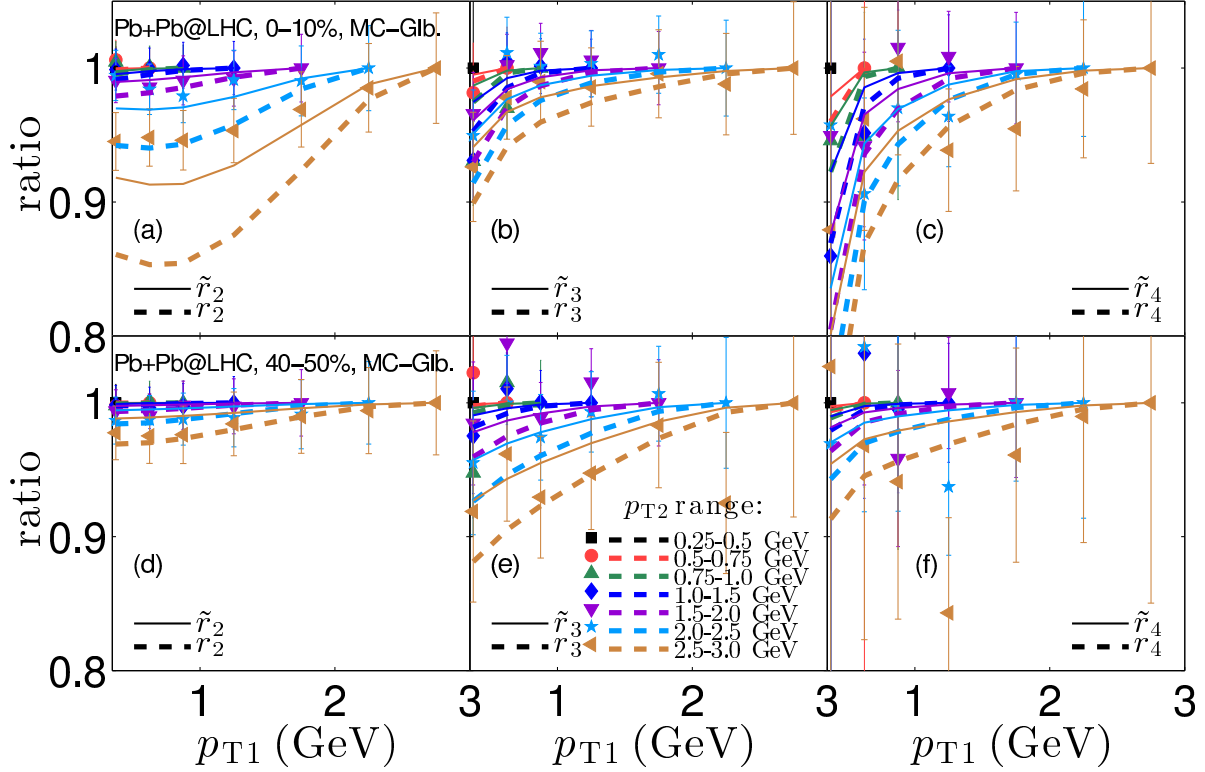 Pb+Pb@LHC, 0–10%, MC–Glb.
1
ratio
0.9
(a)
(b)
(c)
r̃₂
r₂
r̃₃
r₃
r̃₄
r₄
0.8
Pb+Pb@LHC, 40–50%, MC–Glb.
1
ratio
0.9
p_T2 range:
0.25-0.5 GeV
0.5-0.75 GeV
0.75-1.0 GeV
1.0-1.5 GeV
1.5-2.0 GeV
2.0-2.5 GeV
2.5-3.0 GeV
(d)
(e)
(f)
r̃₂
r₂
r̃₃
r₃
r̃₄
r₄
0.8
1 2 3 1 2 3 1 2 3
p_T1 (GeV) p_T1 (GeV) p_T1 (GeV)